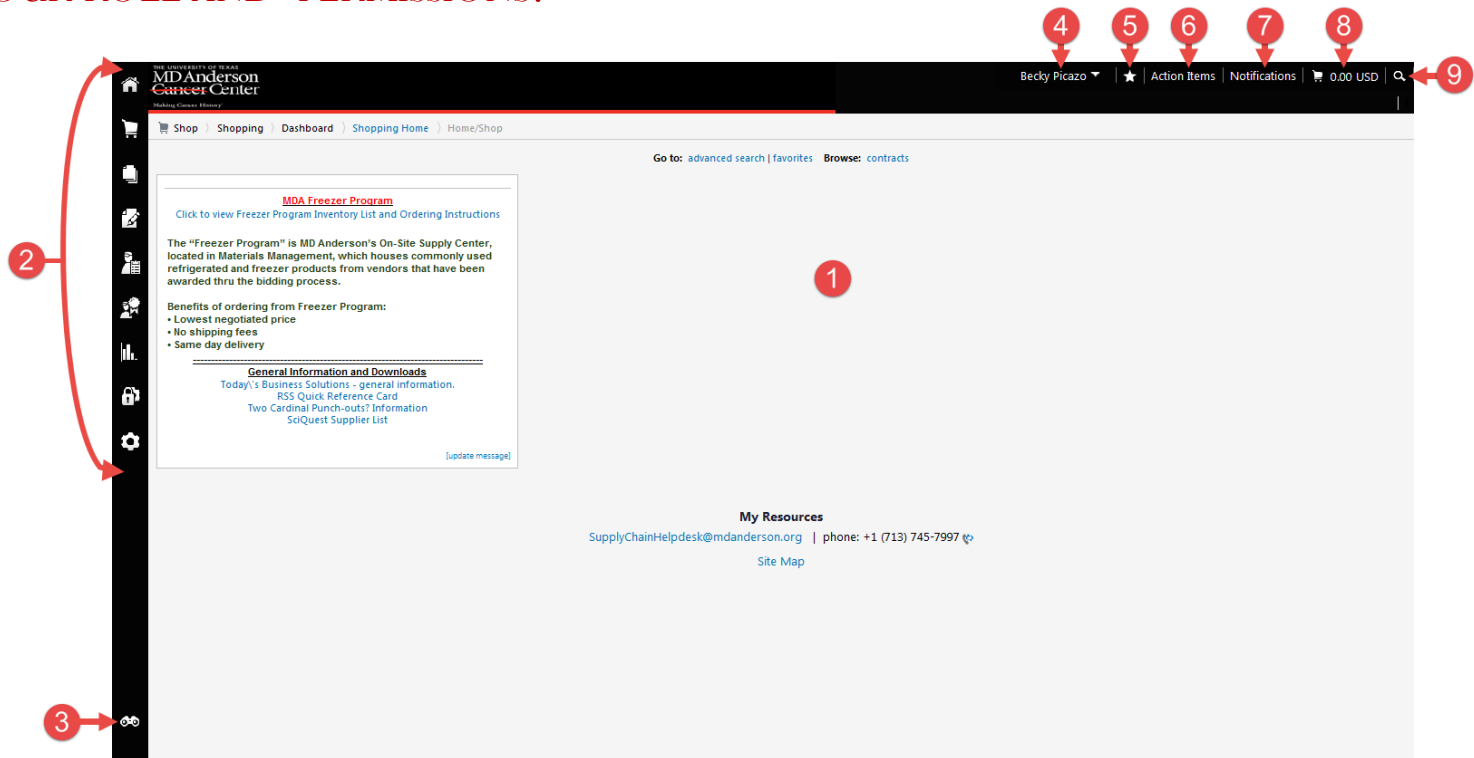 ROLE AND PERMISSIONS.
4 5 6 7 8
THE UNIVERSITY OF TEXAS
MDAnderson
Cancer Center
Making Cancer History®
Becky Picazo Action Items Notifications 0.00 USD 9
2
Shop Shopping Dashboard Shopping Home Home/Shop
Go to: advanced search | favorites Browse: contracts
MDA Freezer Program
Click to view Freezer Program Inventory List and Ordering Instructions
The “Freezer Program” is MD Anderson’s On-Site Supply Center,
located in Materials Management, which houses commonly used
refrigerated and freezer products from vendors that have been
awarded thru the bidding process.
Benefits of ordering from Freezer Program:
• Lowest negotiated price
• No shipping fees
• Same day delivery
General Information and Downloads
Today\'s Business Solutions - general information.
RSS Quick Reference Card
Two Cardinal Punch-outs? Information
SciQuest Supplier List
[update message]
1
My Resources
SupplyChainHelpdesk@mdanderson.org | phone: +1 (713) 745-7997
Site Map
3